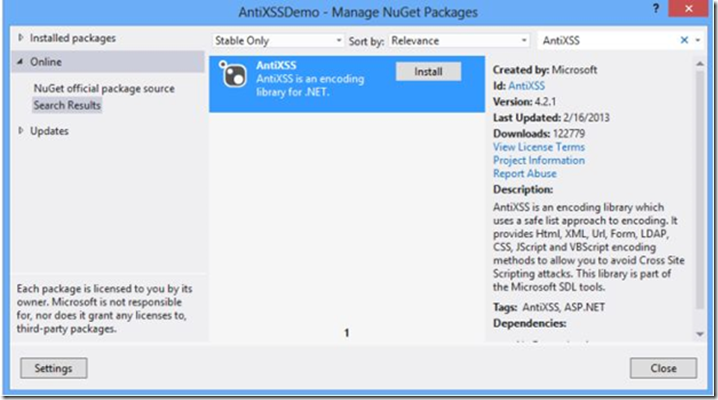 AntiXSSDemo - Manage NuGet Packages
?
Installed packages
Online
NuGet official package source
Search Results
Updates
Each package is licensed to you by its
owner. Microsoft is not responsible
for, nor does it grant any licenses to,
third-party packages.
Stable Only
Sort by: Relevance
AntiXSS
AntiXSS
AntiXSS is an encoding
library for .NET.
Install
1
Created by: Microsoft
Id: AntiXSS
Version: 4.2.1
Last Updated: 2/16/2013
Downloads: 122779
View License Terms
Project Information
Report Abuse
Description:
AntiXSS is an encoding library which
uses a safe list approach to encoding. It
provides Html, XML, Url, Form, LDAP,
CSS, JScript and VBScript encoding
methods to allow you to avoid Cross Site
Scripting attacks. This library is part of
the Microsoft SDL tools.
Tags: AntiXSS, ASP.NET
Dependencies:
Settings
Close